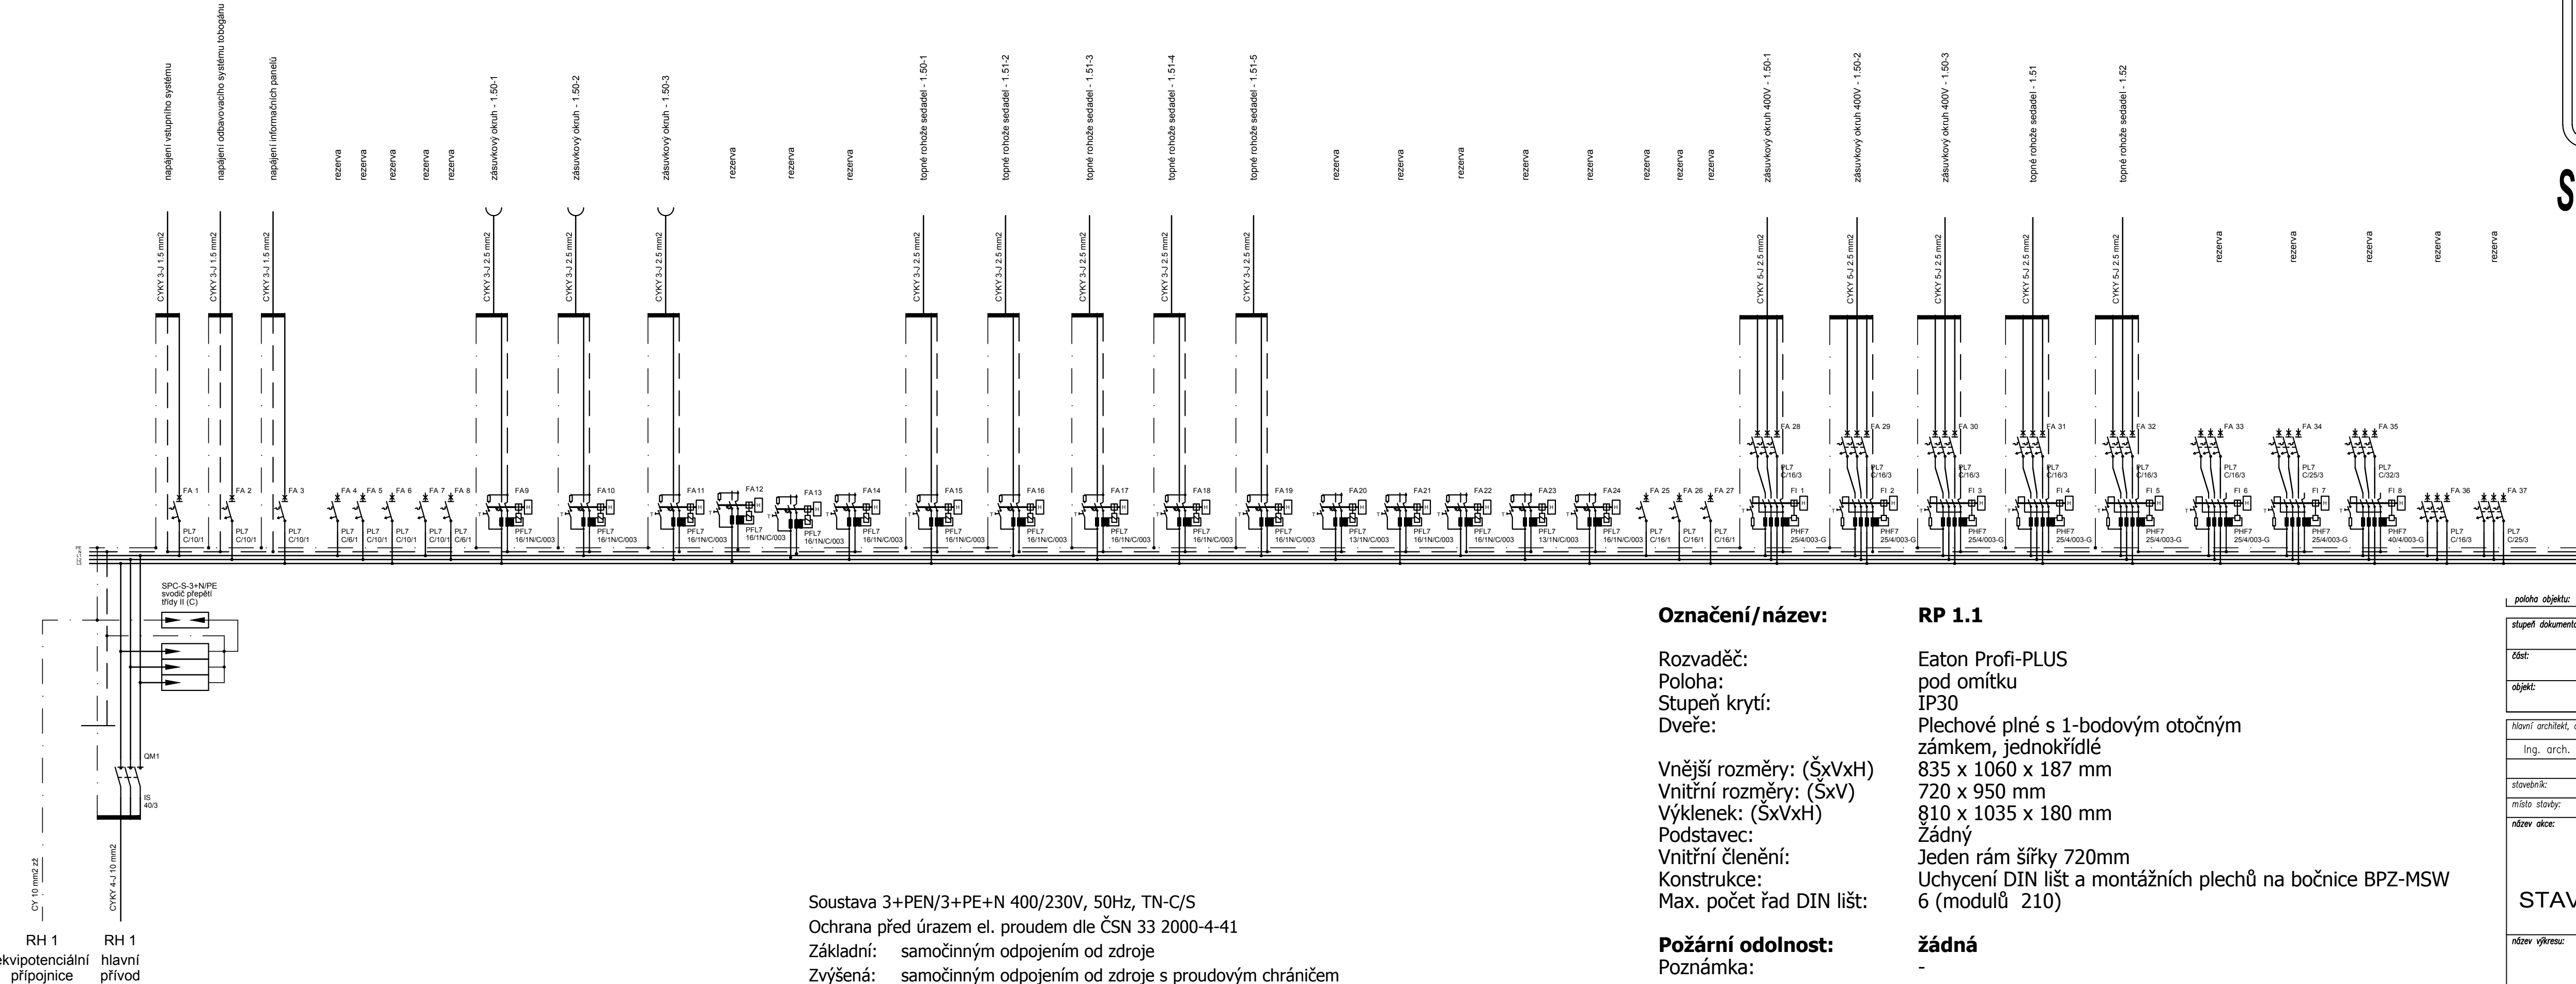 napájení vstupního systému
napájení odbavovacího systému tobogánu
napájení informačních panelů
rezerva
rezerva
rezerva
rezerva
rezerva
zásuvkový okruh - 1.50-1
zásuvkový okruh - 1.50-2
zásuvkový okruh - 1.50-3
rezerva
rezerva
rezerva
topné rohože sedadel - 1.50-1
topné rohože sedadel - 1.51-2
topné rohože sedadel - 1.51-3
topné rohože sedadel - 1.51-4
topné rohože sedadel - 1.51-5
rezerva
rezerva
rezerva
rezerva
rezerva
rezerva
rezerva
rezerva
zásuvkový okruh 400V - 1.50-1
zásuvkový okruh 400V - 1.50-2
zásuvkový okruh 400V - 1.50-3
topné rohože sedadel - 1.51
topné rohože sedadel - 1.52
rezerva
rezerva
rezerva
rezerva
rezerva
S
CYKY 3-J 1.5 mm2
CYKY 3-J 1.5 mm2
CYKY 3-J 1.5 mm2
CYKY 3-J 2.5 mm2
CYKY 3-J 2.5 mm2
CYKY 3-J 2.5 mm2
CYKY 3-J 2.5 mm2
CYKY 3-J 2.5 mm2
CYKY 3-J 2.5 mm2
CYKY 3-J 2.5 mm2
CYKY 3-J 2.5 mm2
CYKY 5-J 2.5 mm2
CYKY 5-J 2.5 mm2
CYKY 5-J 2.5 mm2
CYKY 5-J 2.5 mm2
CYKY 5-J 2.5 mm2
FA 1
PL7
C/10/1
FA 2
PL7
C/10/1
FA 3
PL7
C/10/1
FA 4
PL7
C/6/1
FA 5
PL7
C/10/1
FA 6
PL7
C/10/1
FA 7
PL7
C/10/1
FA 8
PL7
C/6/1
FA9
T
H
PFL7
16/1N/C/003
FA10
T
H
PFL7
16/1N/C/003
FA11
T
H
PFL7
16/1N/C/003
FA12
T
H
PFL7
16/1N/C/003
FA13
T
H
PFL7
16/1N/C/003
FA14
T
H
PFL7
16/1N/C/003
FA15
T
H
PFL7
16/1N/C/003
FA16
T
H
PFL7
16/1N/C/003
FA17
T
H
PFL7
16/1N/C/003
FA18
T
H
PFL7
16/1N/C/003
FA19
T
H
PFL7
16/1N/C/003
FA20
T
H
PFL7
13/1N/C/003
FA21
T
H
PFL7
16/1N/C/003
FA22
T
H
PFL7
16/1N/C/003
FA23
T
H
PFL7
13/1N/C/003
FA24
T
H
PFL7
16/1N/C/003
FA 25
PL7
C/16/1
FA 26
PL7
C/16/1
FA 27
PL7
C/16/1
FA 28
PL7
C/16/3
FI 1
T
H
PHF7
25/4/003-G
FA 29
PL7
C/16/3
FI 2
T
H
PHF7
25/4/003-G
FA 30
PL7
C/16/3
FI 3
T
H
PHF7
25/4/003-G
FA 31
PL7
C/16/3
FI 4
T
H
PHF7
25/4/003-G
FA 32
PL7
C/16/3
FI 5
T
H
PHF7
25/4/003-G
FA 33
PL7
C/16/3
FI 6
T
H
PHF7
25/4/003-G
FA 34
PL7
C/25/3
FI 7
T
H
PHF7
25/4/003-G
FA 35
PL7
C/32/3
FI 8
T
H
PHF7
40/4/003-G
FA 36
PL7
C/16/3
FA 37
PL7
C/25/3
SPC-S-3+N/PE
svodič přepětí
třídy II (C)
QM1
IS
40/3
CY 10 mm2 zž
CYKY 4-J 10 mm2
RH 1
ekvipotenciální
přípojnice
RH 1
hlavní
přívod
Soustava 3+PEN/3+PE+N 400/230V, 50Hz, TN-C/S
Ochrana před úrazem el. proudem dle ČSN 33 2000-4-41
Základní: samočinným odpojením od zdroje
Zvýšená: samočinným odpojením od zdroje s proudovým chráničem
Označení/název: RP 1.1
Rozvaděč: Eaton Profi-PLUS
Poloha: pod omítku
Stupeň krytí: IP30
Dveře: Plechové plné s 1-bodovým otočným
zámkem, jednokřídlé
Vnější rozměry: (ŠxVxH) 835 x 1060 x 187 mm
Vnitřní rozměry: (ŠxV) 720 x 950 mm
Výklenek: (ŠxVxH) 810 x 1035 x 180 mm
Podstavec: Žádný
Vnitřní členění: Jeden rám šířky 720mm
Konstrukce: Uchycení DIN lišt a montážních plechů na bočnice BPZ-MSW
Max. počet řad DIN lišt: 6 (modulů 210)
Požární odolnost: žádná
Poznámka: -
poloha objektu:
stupeň dokumenta
část:
objekt:
hlavní architekt,
Ing. arch.
stavebník:
místo stavby:
název akce:
STAV
název výkresu: